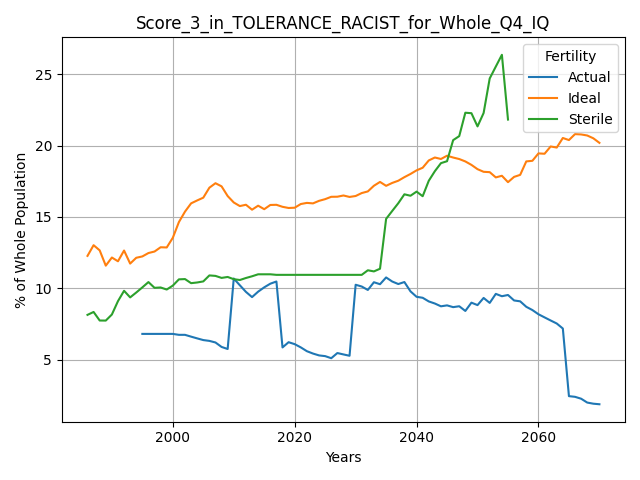 Score_3_in_TOLERANCE_RACIST_for_Whole_Q4_IQ
Fertility
Actual
Ideal
Sterile
% of Whole Population
25
20
15
10
5
2000
2020
2040
2060
Years